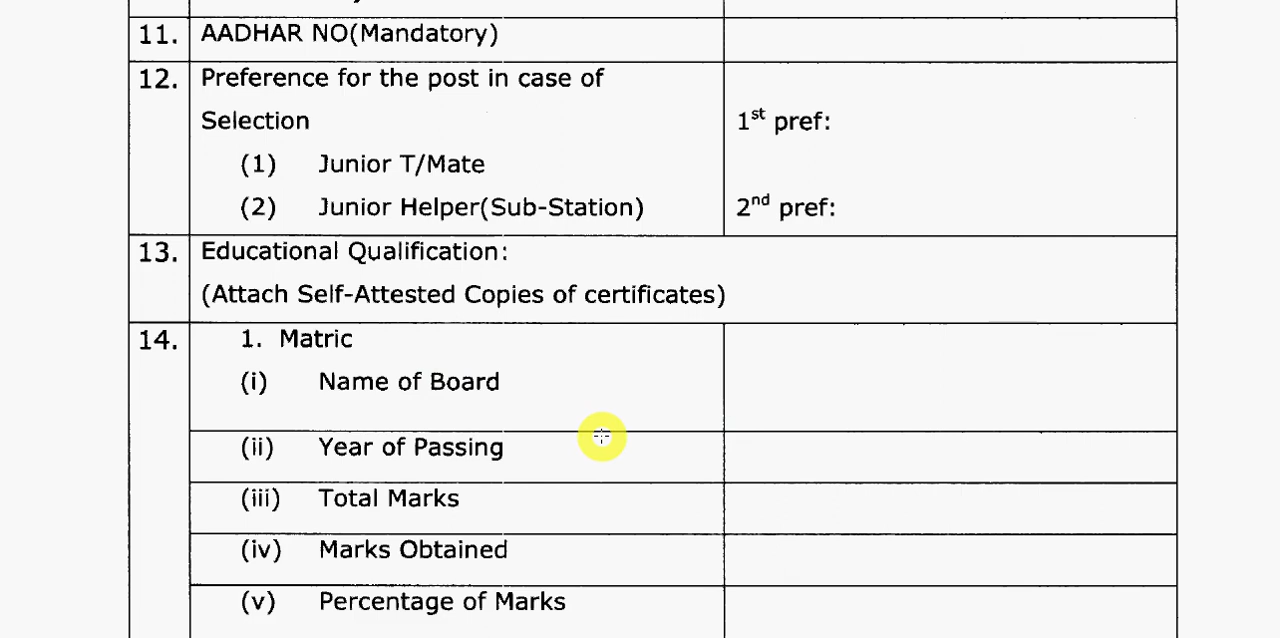 11. AADHAR NO(Mandatory)
12. Preference for the post in case of
Selection
1st pref:
(1) Junior T/Mate
(2) Junior Helper(Sub-Station)
2nd pref:
13. Educational Qualification:
(Attach Self-Attested Copies of certificates)
14. 1. Matric
(i) Name of Board
(ii) Year of Passing
(iii) Total Marks
(iv) Marks Obtained
(v) Percentage of Marks